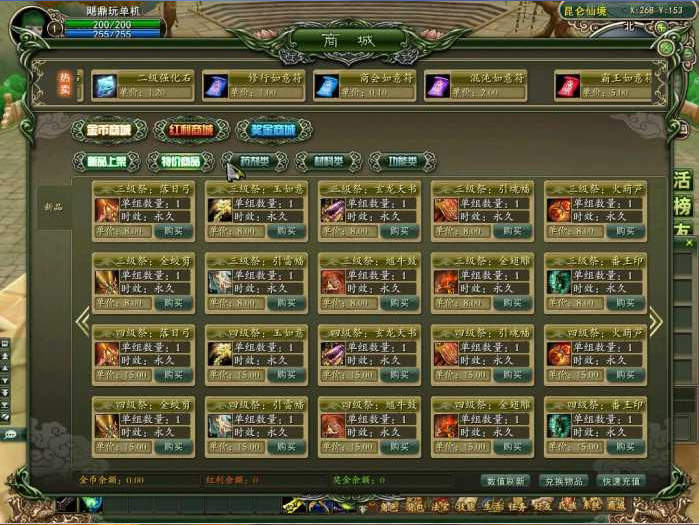 飓鼎玩单机
200/200
255/255
昆仑仙境 X:268 Y:153
北
商 城
热卖
二级强化石
单价：1.20
修行如意符
单价：1.00
商会如意符
单价：0.10
混沌如意符
单价：2.00
霸王如意符
单价：5.00
金币商城 红利商城 奖金商城
新品上架 特价商品 药剂类 材料类 功能类
新品
三级祭：落日弓 三级祭：玉如意 三级祭：玄龙天书 三级祭：引魂幡 三级祭：火葫芦
单组数量：1 单组数量：1 单组数量：1 单组数量：1 单组数量：1
时效：永久 时效：永久 时效：永久 时效：永久 时效：永久
单价：8.00 购买 单价：8.00 购买 单价：8.00 购买 单价：8.00 购买 单价：8.00 购买
三级祭：金蛟剪 三级祭：引雷幡 三级祭：夔牛鼓 三级祭：金翅雕 三级祭：番王印
单组数量：1 单组数量：1 单组数量：1 单组数量：1 单组数量：1
时效：永久 时效：永久 时效：永久 时效：永久 时效：永久
单价：8.00 购买 单价：8.00 购买 单价：8.00 购买 单价：8.00 购买 单价：8.00 购买
四级祭：落日弓 四级祭：玉如意 四级祭：玄龙天书 四级祭：引魂幡 四级祭：火葫芦
单组数量：1 单组数量：1 单组数量：1 单组数量：1 单组数量：1
时效：永久 时效：永久 时效：永久 时效：永久 时效：永久
单价：15.00 购买 单价：15.00 购买 单价：15.00 购买 单价：15.00 购买 单价：15.00 购买
四级祭：金蛟剪 四级祭：引雷幡 四级祭：夔牛鼓 四级祭：金翅雕 四级祭：番王印
单组数量：1 单组数量：1 单组数量：1 单组数量：1 单组数量：1
时效：永久 时效：永久 时效：永久 时效：永久 时效：永久
单价：15.00 购买 单价：15.00 购买 单价：15.00 购买 单价：15.00 购买 单价：15.00 购买
金币余额：0.00 红利余额：0 奖金余额：0 数值刷新 兑换物品 快速充值
活
榜
友
角色 法宝 技能 生活 任务 好友 商城